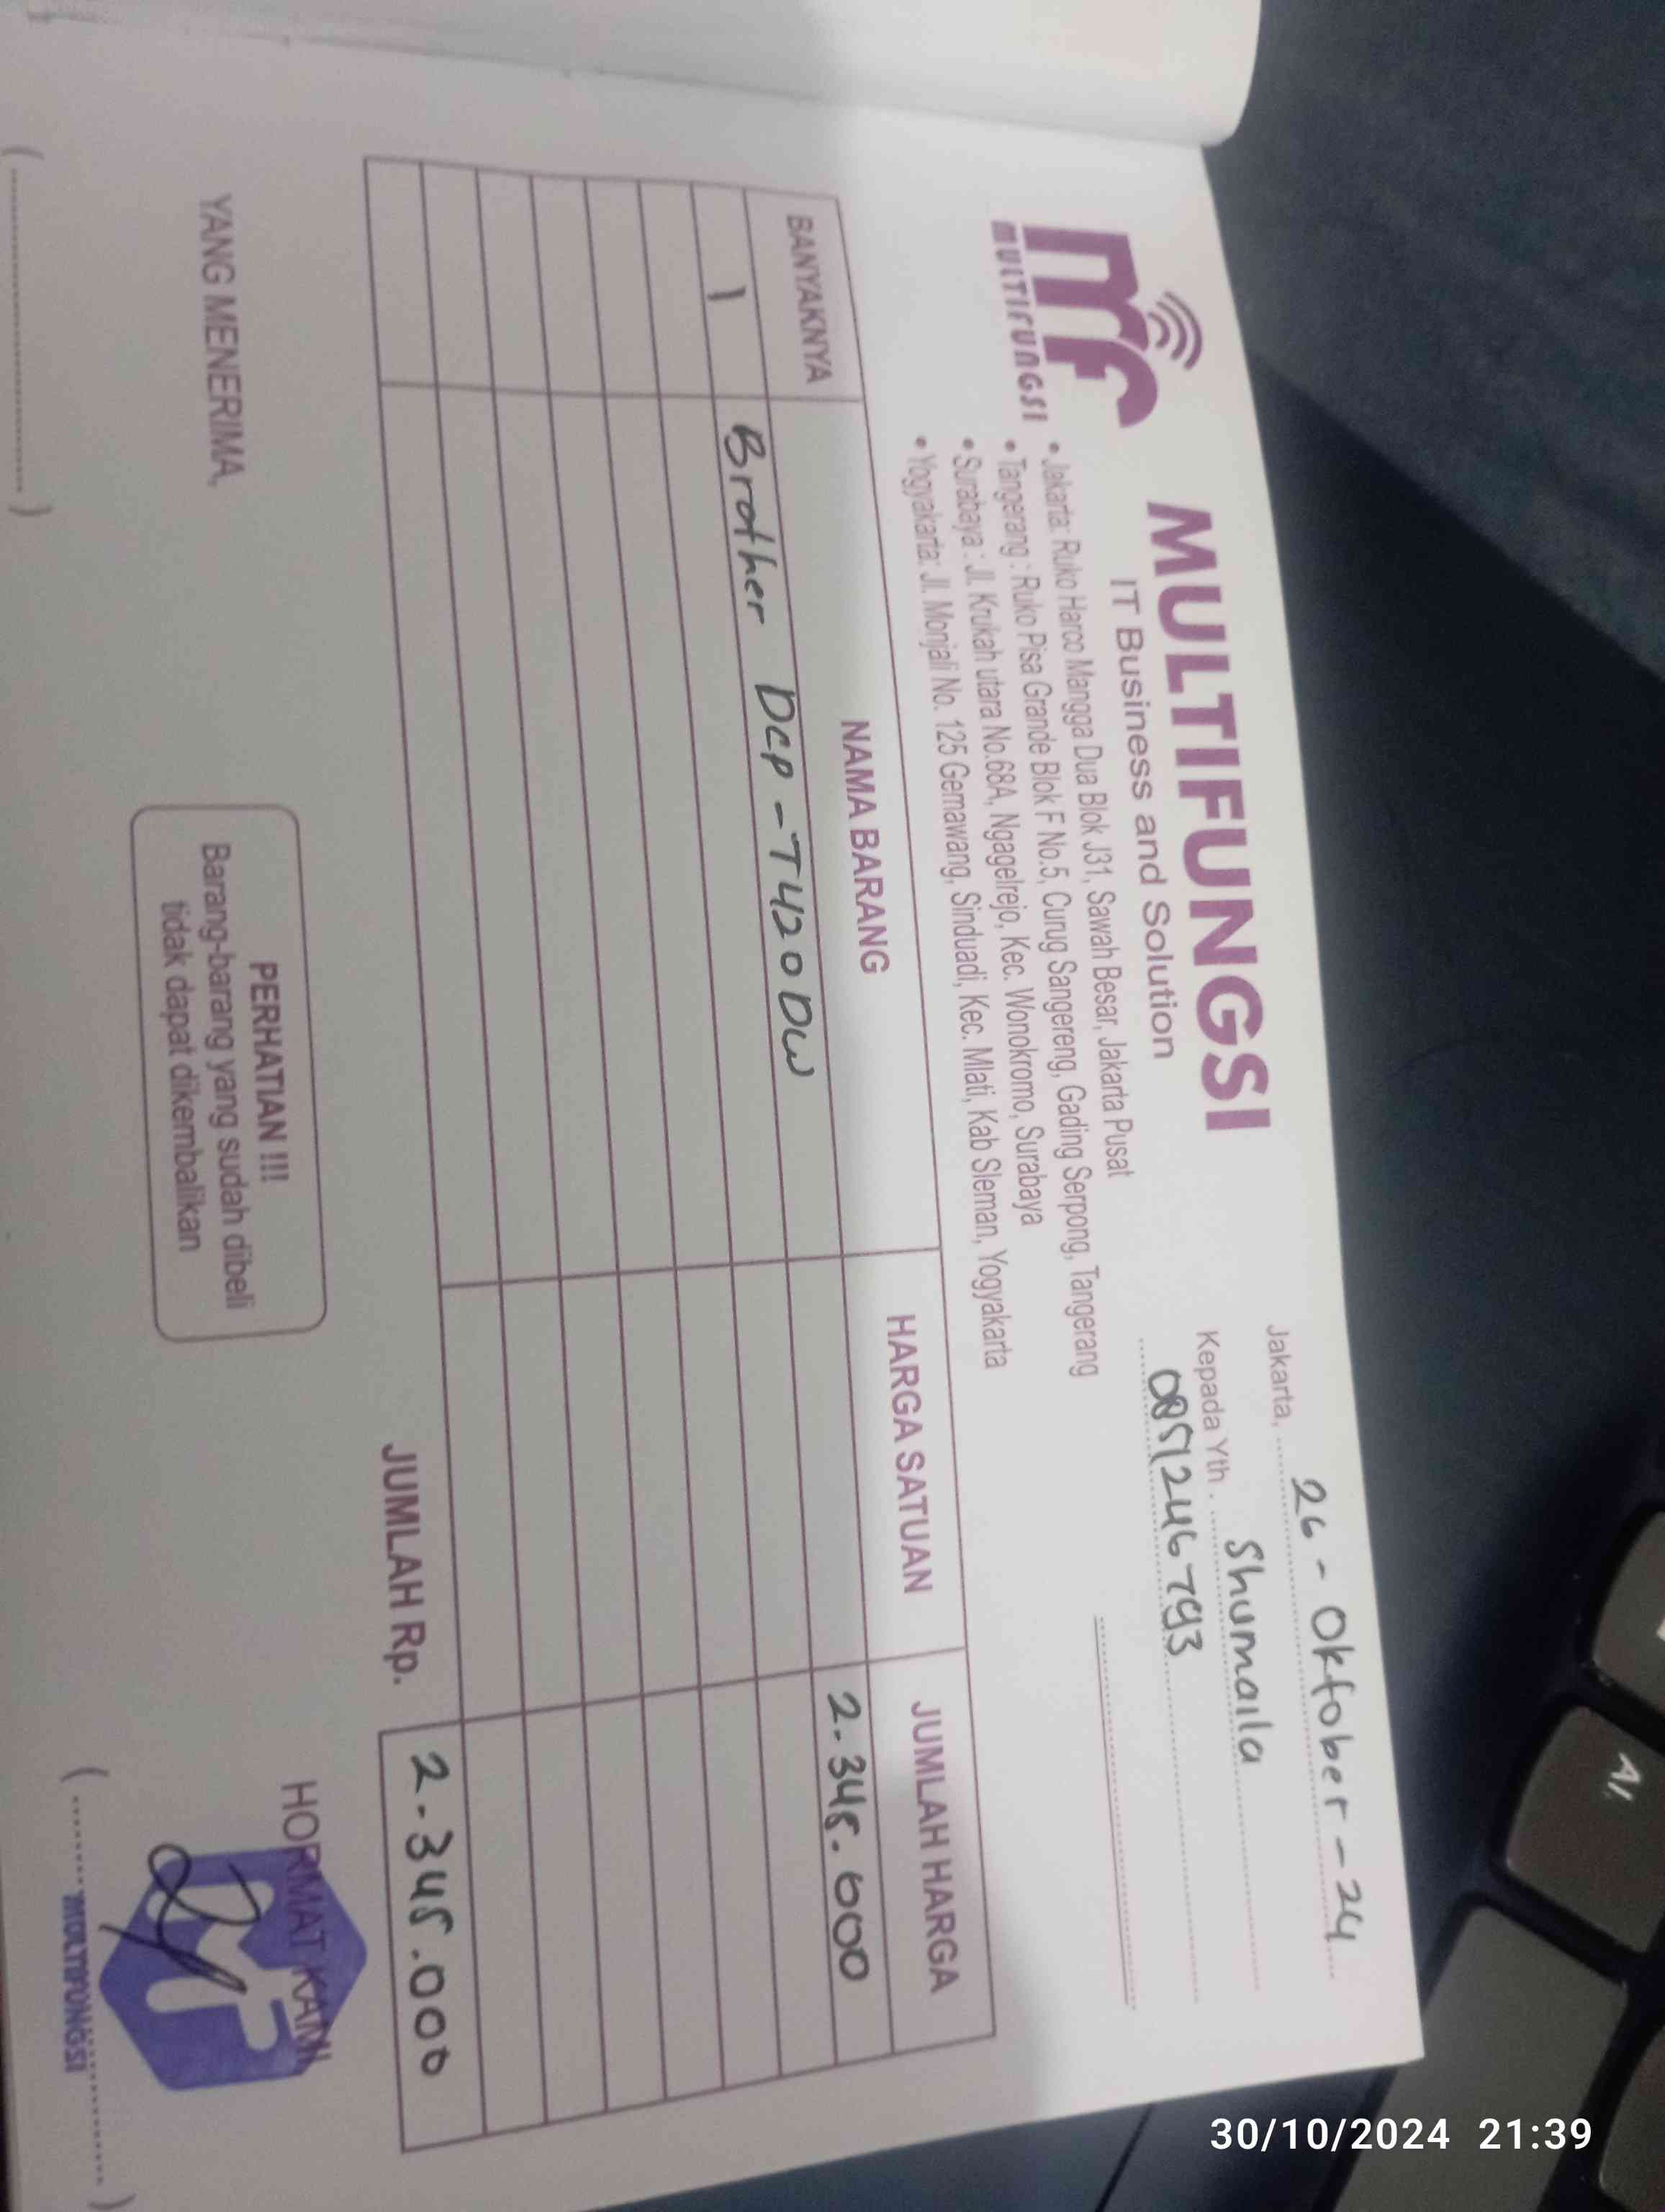 MULTIFUNGSI
IT Business and Solution
mf
MULTIFUNGSI
• Jakarta: Ruko Harco Mangga Dua Blok J31, Sawah Besar, Jakarta Pusat
• Tangerang : Ruko Pisa Grande Blok F No.5, Curug Sangereng, Gading Serpong, Tangerang
• Surabaya : Jl. Krukah utara No.68A, Ngagelrejo, Kec. Wonokromo, Surabaya
• Yogyakarta: Jl. Monjali No. 125 Gemawang, Sinduadi, Kec. Mlati, Kab Sleman, Yogyakarta
Jakarta, 26 - Oktober - 24
Kepada Yth. Shumaila
BANYAKNYA NAMA BARANG HARGA SATUAN JUMLAH HARGA
1 Brother DCP - T420 DW 2.345.000
JUMLAH Rp. 2.345.000
YANG MENERIMA,
PERHATIAN !!!
Barang-barang yang sudah dibeli
tidak dapat dikembalikan
HORMAT KAMI
MULTIFUNGSI
A/.
30/10/2024 21:39